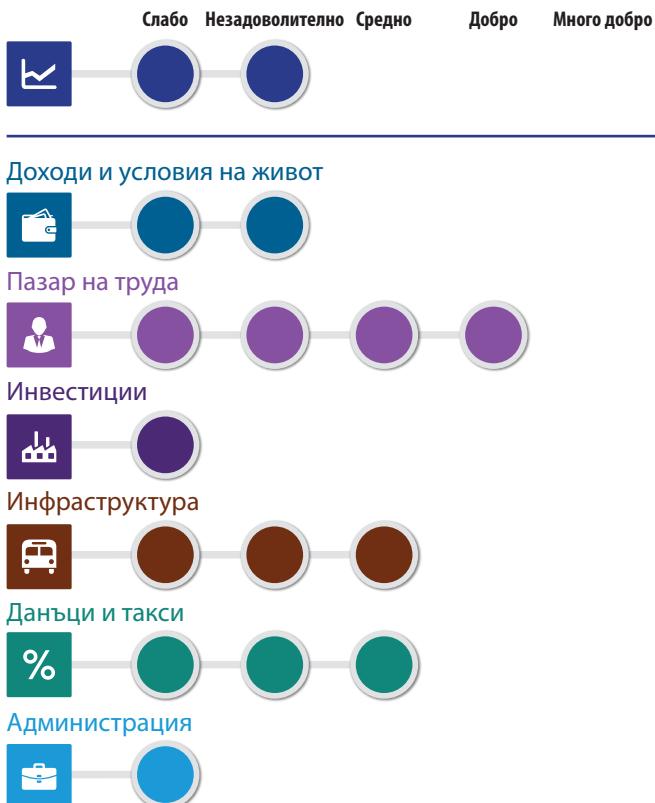 Слабо Незадоволително Средно Добро Много добро
Доходи и условия на живот
Пазар на труда
Инвестиции
Инфраструктура
Данъци и такси
%
Администрация